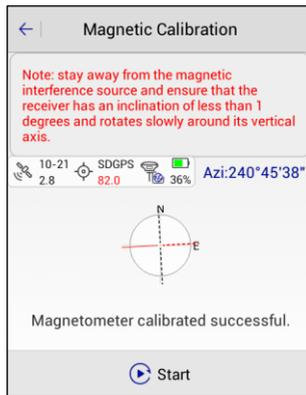 Magnetic Calibration
Note: stay away from the magnetic
interference source and ensure that the
receiver has an inclination of less than 1
degrees and rotates slowly around its vertical
axis.
10-21 SDGPS Azi:240°45'38"
2.8 82.0 36%
N
E
Magnetometer calibrated successful.
Start